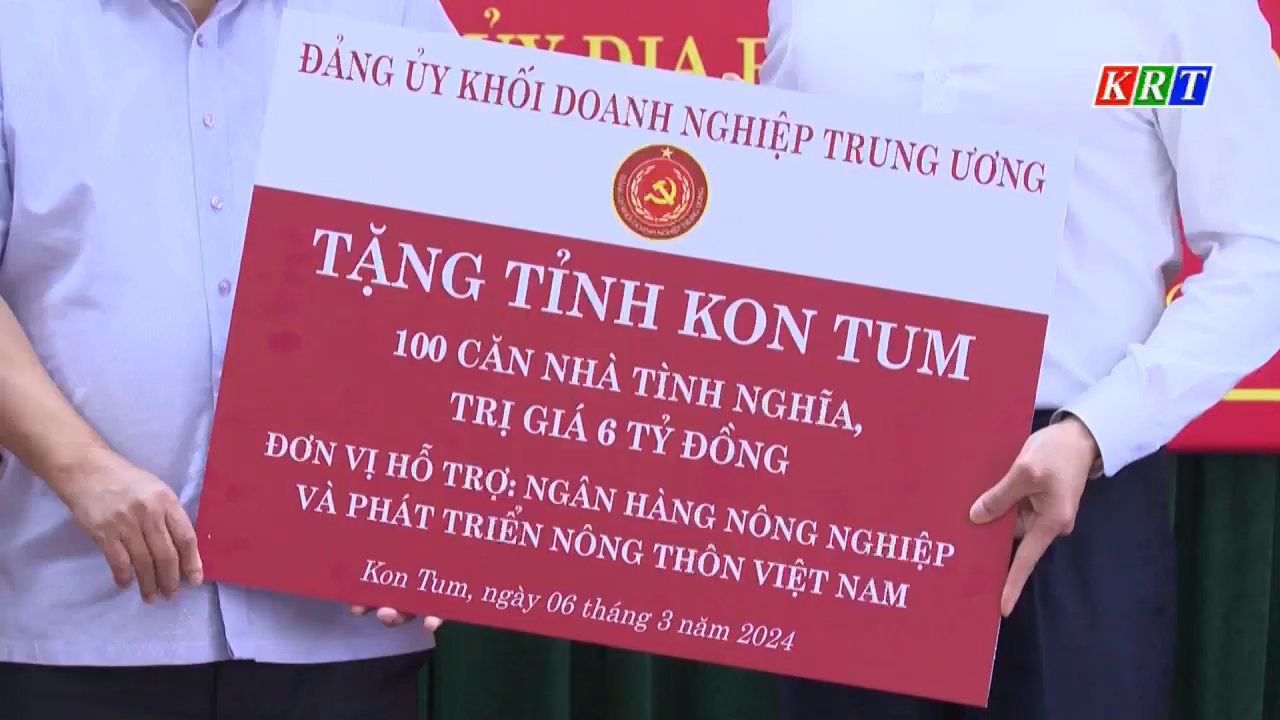 KRT
ĐẢNG ỦY KHỐI DOANH NGHIỆP TRUNG ƯƠNG
TẶNG TỈNH KON TUM
100 CĂN NHÀ TÌNH NGHĨA,
TRỊ GIÁ 6 TỶ ĐỒNG
ĐƠN VỊ HỖ TRỢ: NGÂN HÀNG NÔNG NGHIỆP
VÀ PHÁT TRIỂN NÔNG THÔN VIỆT NAM
Kon Tum, ngày 06 tháng 3 năm 2024